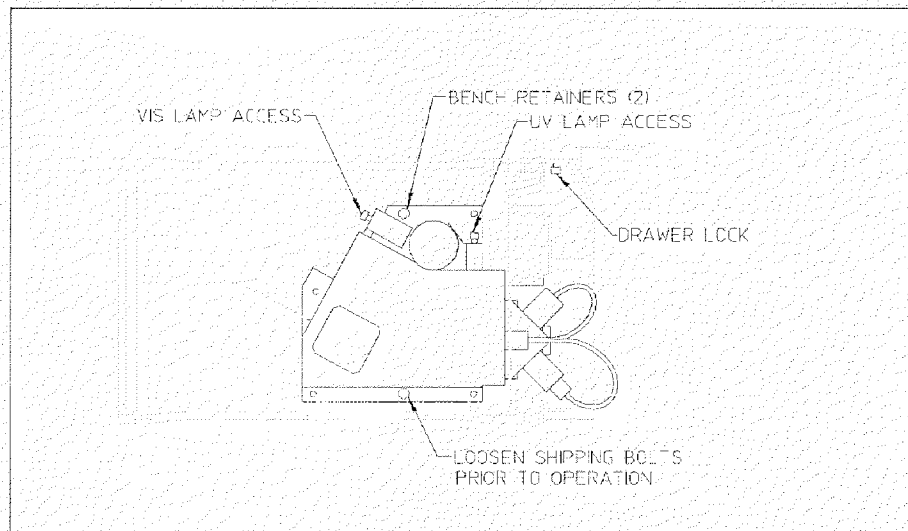 BENCH RETAINERS (2)
VIS LAMP ACCESS
UV LAMP ACCESS
DRAWER LOCK
LOOSEN SHIPPING BOLTS
PRIOR TO OPERATION